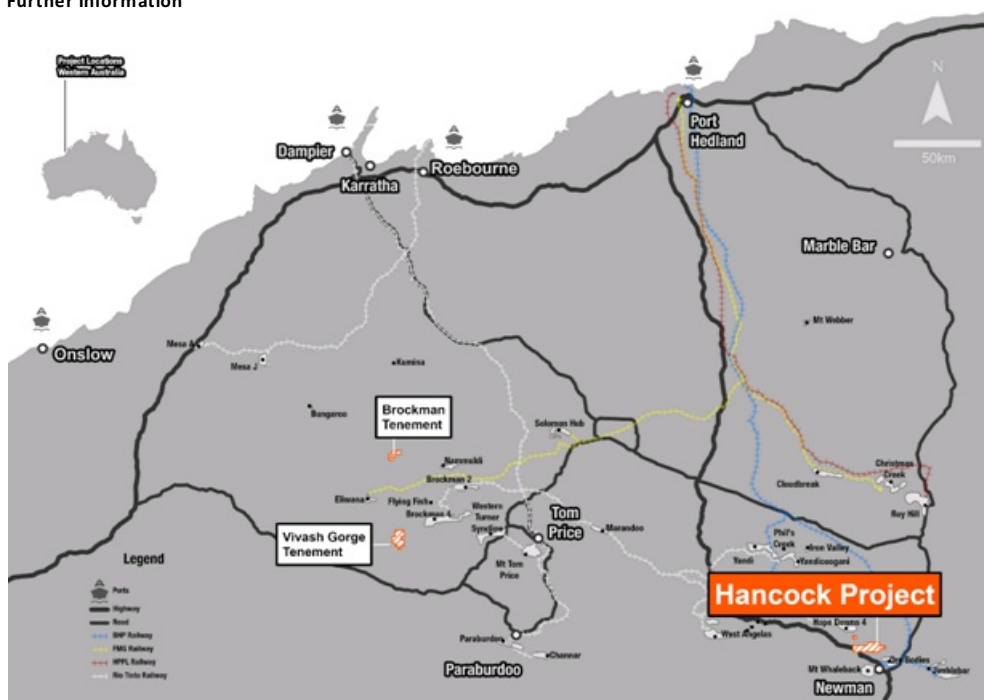 Further Information
Project Locations
Western Australia
N
50km
Port
Hedland
Dampier
Karratha
Roebourne
Marble Bar
Mt Webber
Onslow
Mesa A
Mesa J
Kumina
Bungaroo
Brockman
Tenement
Solomon Hub
Nammuldi
Brockman 2
Eliwana
Flying Fish
Brockman 4
Western
Turner
Syncline
Tom
Price
Mt Tom
Price
Marandoo
Cloudbreak
Christmas
Creek
Roy Hill
Vivash Gorge
Tenement
Phil's
Creek
Iron Valley
Yandi
Yandicoogina
Hancock Project
Hope Downs 4
West Angelas
Ore Bodies
Mt Whaleback
Jimblebar
Newman
Paraburdoo
Paraburdoo
Channar
Legend
Ports
Highway
Road
BHP Railway
FMG Railway
HPPL Railway
Rio Tinto Railway